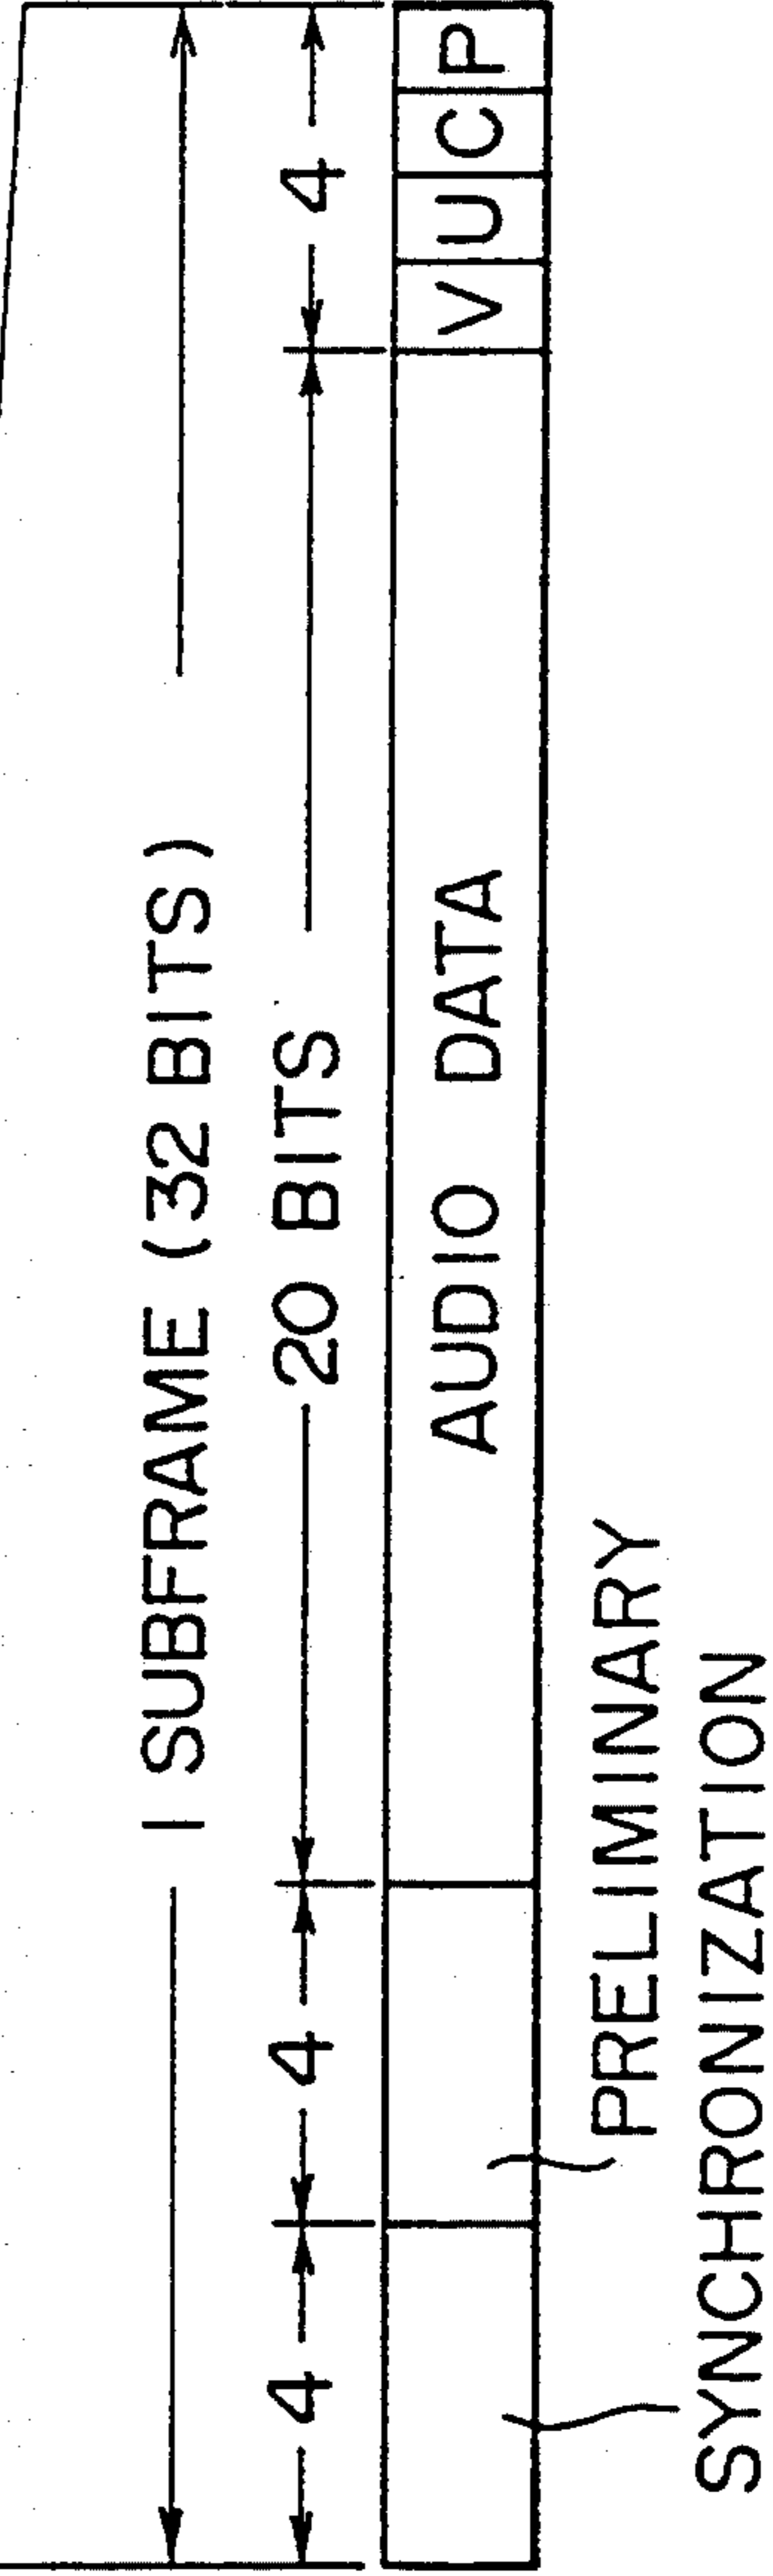 1 SUBFRAME (32 BITS)
4 4 20 BITS 4
AUDIO DATA V U C P
PRELIMINARY
SYNCHRONIZATION